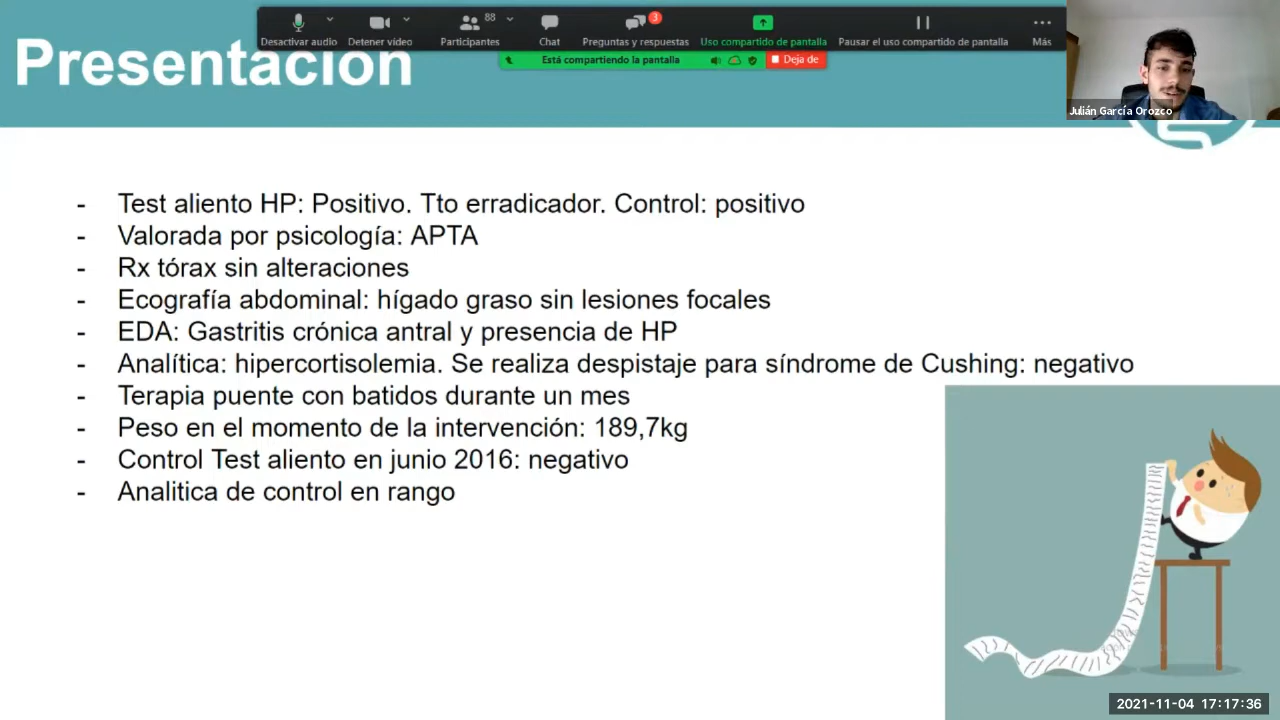 88
3
Desactivar audio
Detener video
Participantes
Chat
Preguntas y respuestas
Uso compartido de pantalla
Pausar el uso compartido de pantalla
Más
Está compartiendo la pantalla
Deja de
Julián García Orozco
Presentación
- Test aliento HP: Positivo. Tto erradicador. Control: positivo
- Valorada por psicología: APTA
- Rx tórax sin alteraciones
- Ecografía abdominal: hígado graso sin lesiones focales
- EDA: Gastritis crónica antral y presencia de HP
- Analítica: hipercortisolemia. Se realiza despistaje para síndrome de Cushing: negativo
- Terapia puente con batidos durante un mes
- Peso en el momento de la intervención: 189,7kg
- Control Test aliento en junio 2016: negativo
- Analitica de control en rango
2021-11-04 17:17:36